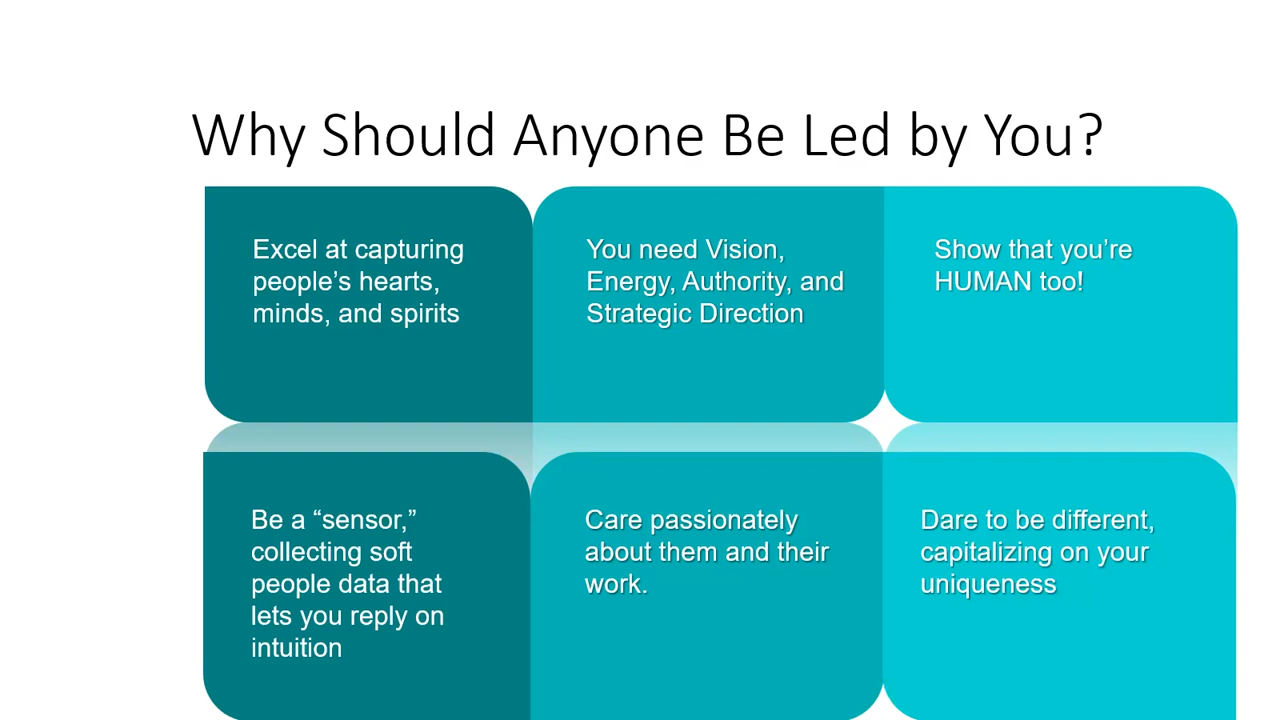 Why Should Anyone Be Led by You?
Excel at capturing
people’s hearts,
minds, and spirits
You need Vision,
Energy, Authority, and
Strategic Direction
Show that you’re
HUMAN too!
Be a “sensor,”
collecting soft
people data that
lets you reply on
intuition
Care passionately
about them and their
work.
Dare to be different,
capitalizing on your
uniqueness